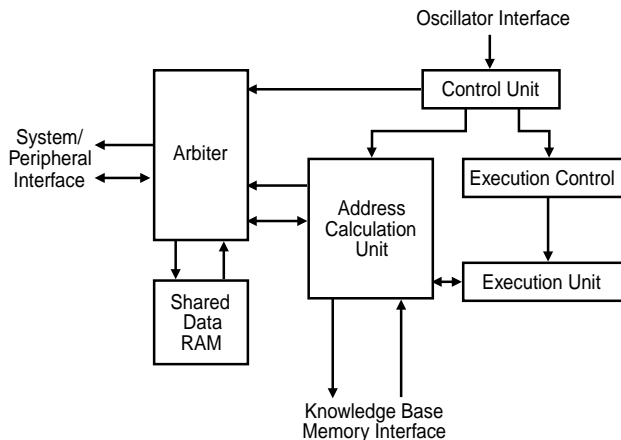 Oscillator Interface
Control Unit
System/
Peripheral
Interface
Arbiter
Address
Calculation
Unit
Execution Control
Execution Unit
Shared
Data
RAM
Knowledge Base
Memory Interface